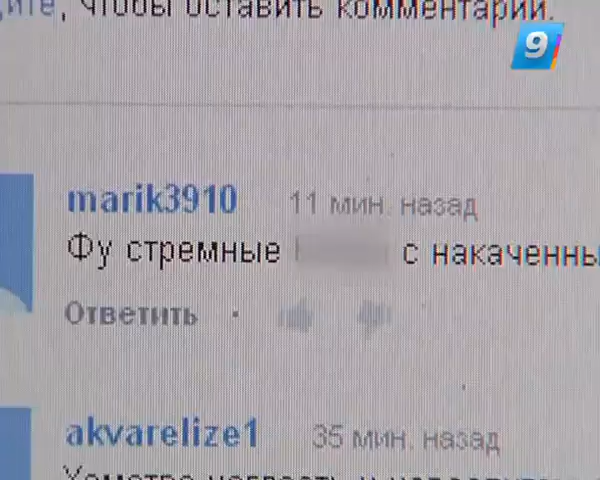 , чтобы оставить комментарий.
9
marik3910 11 мин. назад
Фу стремные с накаченны
Ответить
akvarelize1 35 мин. назад